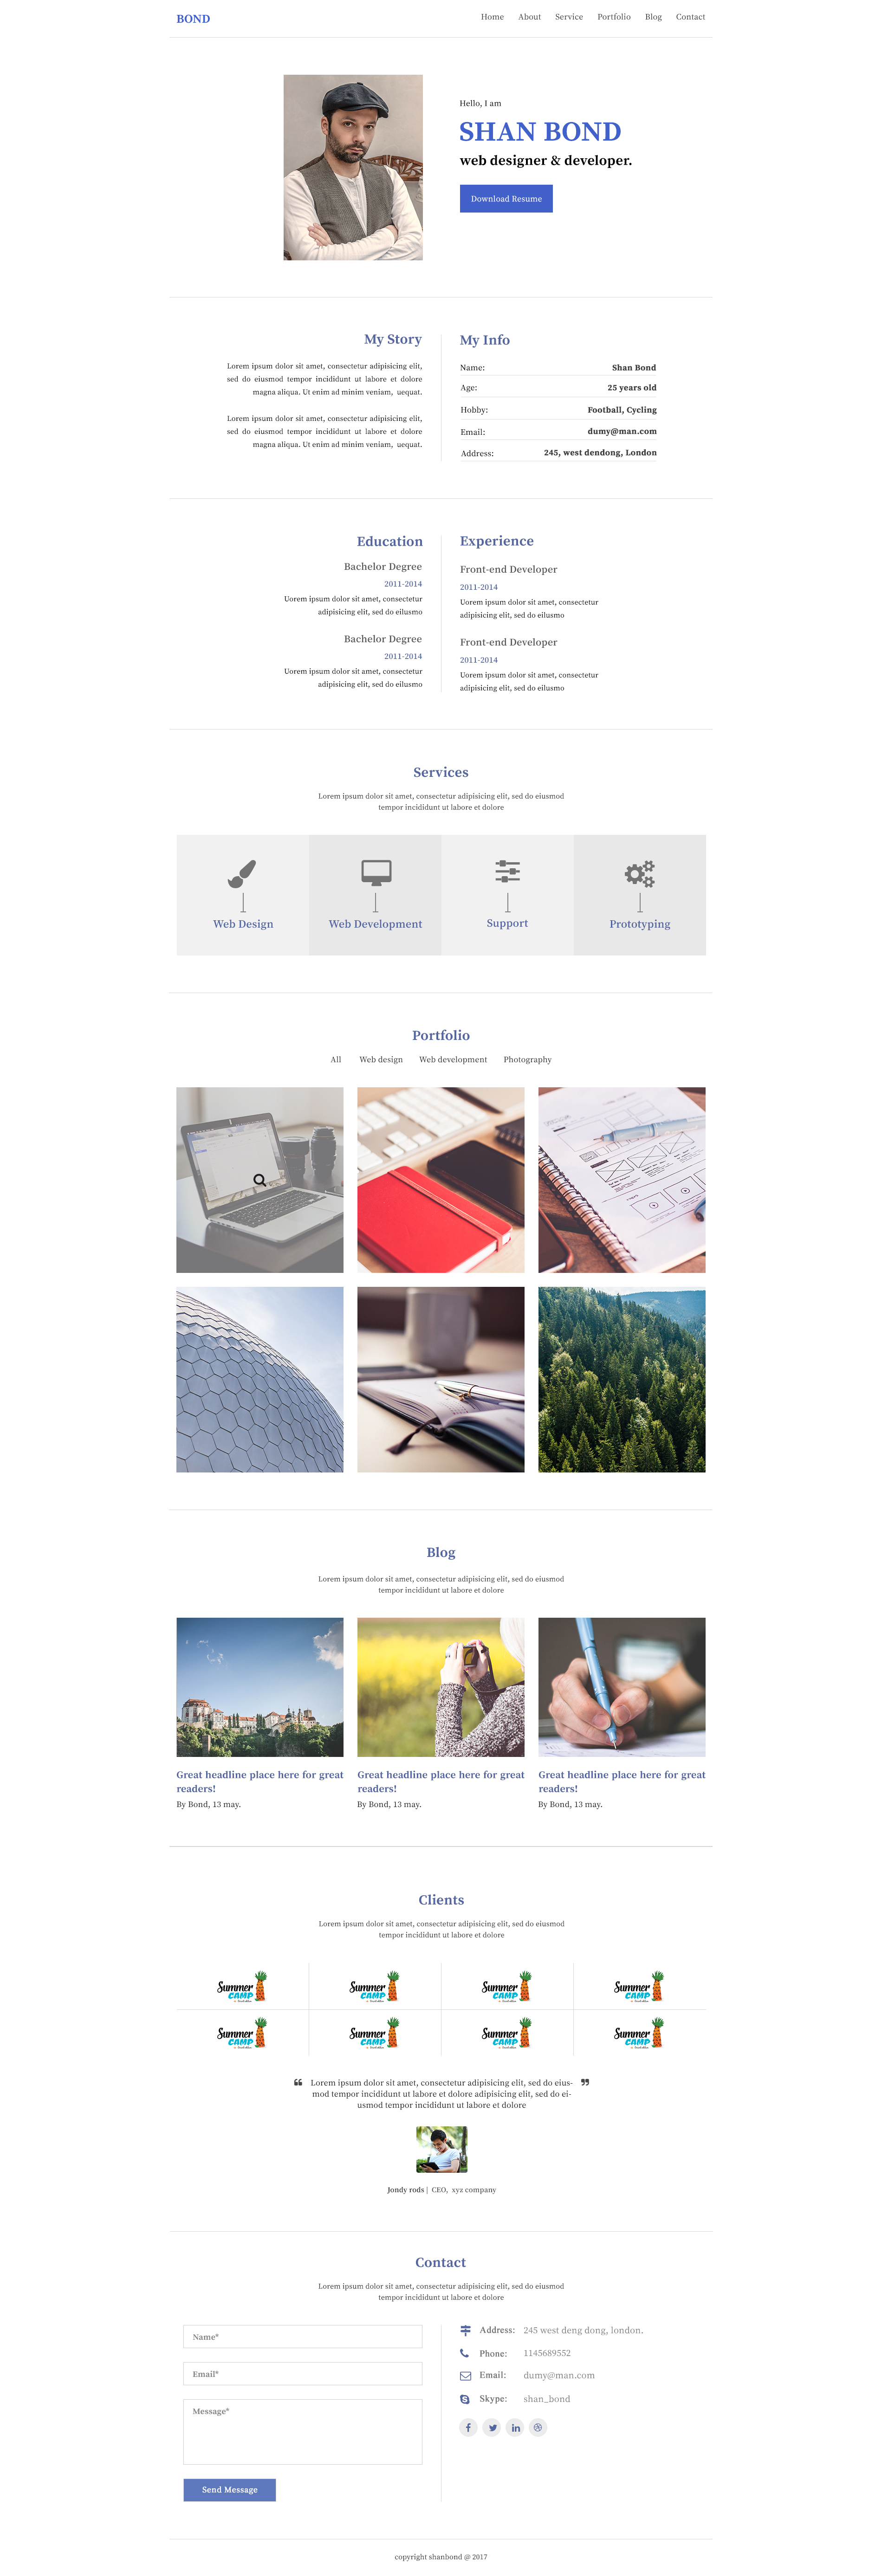 BOND
Home About Service Portfolio Blog Contact
Hello, I am
SHAN BOND
web designer & developer.
Download Resume
My Story
Lorem ipsum dolor sit amet, consectetur adipisicing elit,
sed do eiusmod tempor incididunt ut labore et dolore
magna aliqua. Ut enim ad minim veniam, uequat.
Lorem ipsum dolor sit amet, consectetur adipisicing elit,
sed do eiusmod tempor incididunt ut labore et dolore
magna aliqua. Ut enim ad minim veniam, uequat.
My Info
Name: Shan Bond
Age: 25 years old
Hobby: Football, Cycling
Email: dumy@man.com
Address: 245, west dendong, London
Education
Bachelor Degree
2011-2014
Uorem ipsum dolor sit amet, consectetur
adipisicing elit, sed do eilusmo
Bachelor Degree
2011-2014
Uorem ipsum dolor sit amet, consectetur
adipisicing elit, sed do eilusmo
Experience
Front-end Developer
2011-2014
Uorem ipsum dolor sit amet, consectetur
adipisicing elit, sed do eilusmo
Front-end Developer
2011-2014
Uorem ipsum dolor sit amet, consectetur
adipisicing elit, sed do eilusmo
Services
Lorem ipsum dolor sit amet, consectetur adipisicing elit, sed do eiusmod
tempor incididunt ut labore et dolore
Web Design
Web Development
Support
Prototyping
Portfolio
All Web design Web development Photography
Blog
Lorem ipsum dolor sit amet, consectetur adipisicing elit, sed do eiusmod
tempor incididunt ut labore et dolore
Great headline place here for great
readers!
By Bond, 13 may.
Great headline place here for great
readers!
By Bond, 13 may.
Great headline place here for great
readers!
By Bond, 13 may.
Clients
Lorem ipsum dolor sit amet, consectetur adipisicing elit, sed do eiusmod
tempor incididunt ut labore et dolore
Summer
CAMP
Summer
CAMP
Summer
CAMP
Summer
CAMP
Summer
CAMP
Summer
CAMP
Summer
CAMP
Summer
CAMP
“ Lorem ipsum dolor sit amet, consectetur adipisicing elit, sed do eius- ”
mod tempor incididunt ut labore et dolore adipisicing elit, sed do ei-
usmod tempor incididunt ut labore et dolore
Jondy rods | CEO, xyz company
Contact
Lorem ipsum dolor sit amet, consectetur adipisicing elit, sed do eiusmod
tempor incididunt ut labore et dolore
Name*
Email*
Message*
Send Message
Address: 245 west deng dong, london.
Phone: 1145689552
Email: dumy@man.com
Skype: shan_bond
copyright shanbond @ 2017